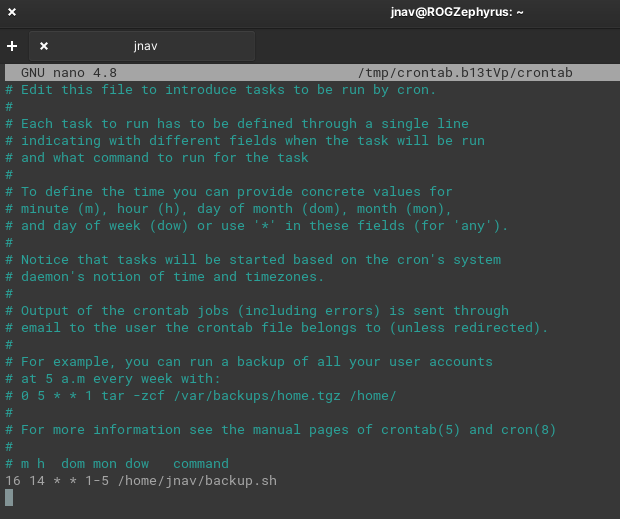 jnav@ROGZephyrus: ~
jnav
GNU nano 4.8 /tmp/crontab.b13tVp/crontab
# Edit this file to introduce tasks to be run by cron.
#
# Each task to run has to be defined through a single line
# indicating with different fields when the task will be run
# and what command to run for the task
#
# To define the time you can provide concrete values for
# minute (m), hour (h), day of month (dom), month (mon),
# and day of week (dow) or use '*' in these fields (for 'any').
#
# Notice that tasks will be started based on the cron's system
# daemon's notion of time and timezones.
#
# Output of the crontab jobs (including errors) is sent through
# email to the user the crontab file belongs to (unless redirected).
#
# For example, you can run a backup of all your user accounts
# at 5 a.m every week with:
# 0 5 * * 1 tar -zcf /var/backups/home.tgz /home/
#
# For more information see the manual pages of crontab(5) and cron(8)
#
# m h  dom mon dow   command
16 14 * * 1-5 /home/jnav/backup.sh